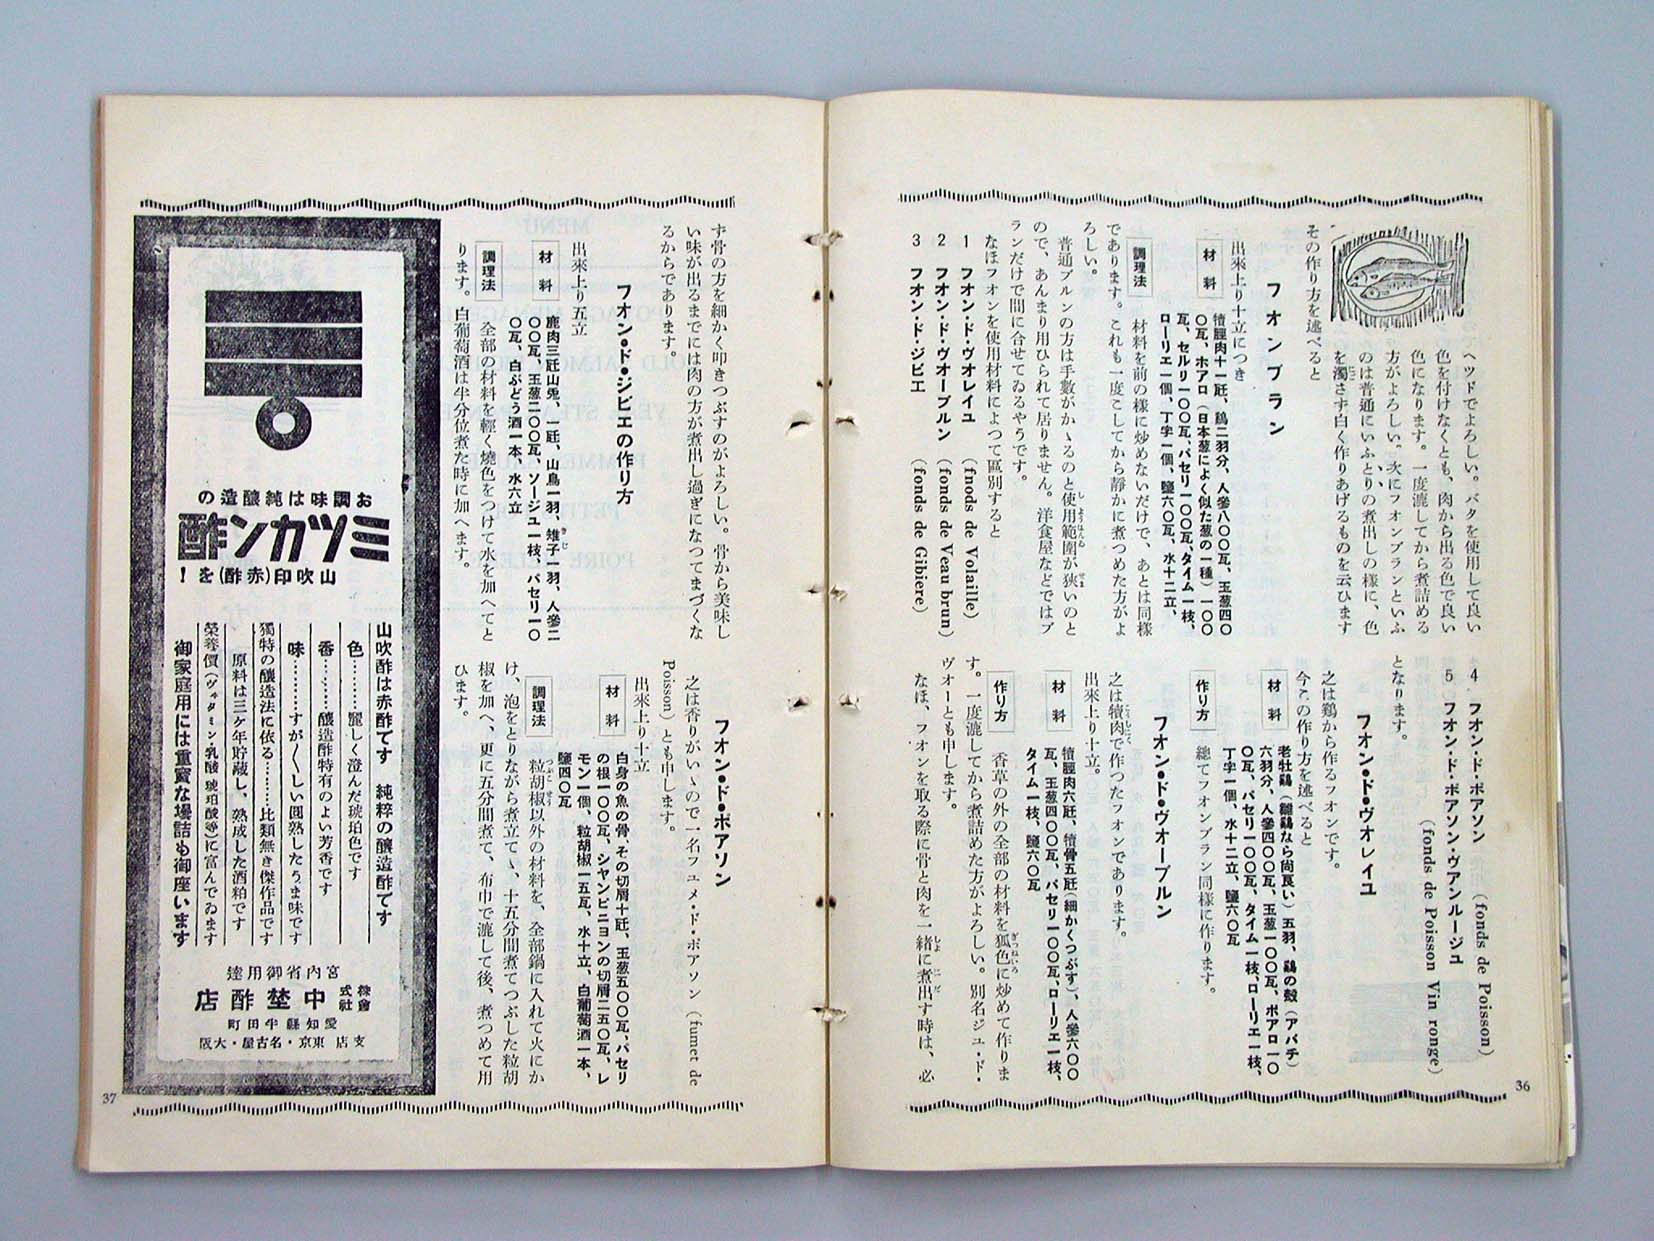 ヘツドでよろしい。バタを使用して良い
色を付けなくとも、肉から出る色で良い
色になります。一度漉してから煮詰める
方がよろしい。次にフオンブランといふ
のは普通にいふとりの煮出しの様に、色
を濁さず白く作りあげるものを云ひます
その作り方を述べると
フオンブラン
出來上り十立につき
材料
犢脛肉十一瓩、鷄二羽分、人參八〇〇瓦、玉葱四〇
〇瓦、ポアロ(日本葱によく似た葱の一種)一〇〇
瓦、セルリ一〇〇瓦、パセリ一〇〇瓦、タイム一枝、
ローリエ一個、丁字一個、鹽六〇瓦、水十二立、
調理法
材料を前の様に炒めないだけで、あとは同樣
であります。これも一度こしてから靜かに煮つめた方がよ
ろしい。
普通ブルンの方は手數がかゝるのと使用範圍が狹いのと
ので、あんまり用ひられて居りません。洋食屋などではブ
ランだけで間に合せてゐるやうです。
なほフオンを使用材料によつて區別すると
1 フオン・ド・ヴオレイユ (fnods de Volaille)
2 フオン・ド・ヴオーブルン (fonds de Veau brun)
3 フオン・ド・ジビエ (fonds de Gibiere)
4 フオン・ド・ポアソン (fonds de Poisson)
5 フオン・ド・ポアソン・ヴアンルージユ
(fonds de Poisson Vin ronge)
となります。
フオン・ド・ヴオレイユ
之は鷄から作るフオンです。
今この作り方を述べると
材料
老牡鷄(雛鷄なら尚良い)五羽、鷄の殼(アバチ)
六羽分、人參四〇〇瓦、玉葱一〇〇瓦、ポアロ一〇
〇瓦、パセリ一〇〇瓦、タイム一枝、ローリエ一枝、
丁字一個、水十二立、鹽六〇瓦
作り方
總てフオンブラン同様に作ります。
フオン・ド・ヴオーブルン
之は犢肉で作つたフオンであります。
出來上り十立。
材料
犢脛肉六瓩、犢骨五瓩(細かくつぶす)、人參六〇〇
瓦、玉葱四〇〇瓦、パセリ一〇〇瓦、ローリエ一枝、
タイム一枝、鹽六〇瓦
作り方
香草の外の全部の材料を狐色に炒めて作りま
す。一度漉してから煮詰めた方がよろしい。別名ジユ・ド・
ヴオーとも申します。
なほ、フオンを取る際に骨と肉を一緖に煮出す時は、必
36
ず骨の方を細かく叩きつぶすのがよろしい。骨から美味し
い味が出るまでには肉の方が煮出し過ぎになつてまづくな
るからであります。
フオン・ド・ジビエの作り方
出來上り五立
材料
鹿肉三瓩山兎、一瓩、山鳥一羽、雉子一羽、人參二
〇〇瓦、玉葱二〇〇瓦、ソージユ一枝、パセリ一〇
〇瓦、白ぶどう酒一本、水六立
調理法
全部の材料を輕く燒色をつけて水を加へてと
ります。白葡萄酒は半分位煮た時に加へます。
フオン・ド・ポアソン
之は香りがいゝので一名フユメ・ド・ポアソン (fumet de
Poisson) とも申します。
出來上り十立
材料
白身の魚の骨、その切屑十瓩、玉葱五〇〇瓦、パセリ
の根一〇〇瓦、シヤンピニヨンの切屑二五〇瓦、レ
モン一個、粒胡椒一五瓦、水十立、白葡萄酒一本、
鹽四〇瓦
調理法
粒胡椒以外の材料を、全部鍋に入れて火にか
け、泡をとりながら煮立てゝ、十五分間煮てつぶした粒胡
椒を加へ、更に五分間煮て、布巾で漉して後、煮つめて用
ひます。
お調味は純釀造の
ミツカン酢
山吹印(赤酢)を!
山吹酢は赤酢です 純粹の釀造酢です
色………麗しく澄んだ琥珀色です
香………釀造酢特有のよい芳香です
味………すが〱しい圓熟したうま味です
獨特の釀造法に依る………比類無き傑作品です
原料は三ケ年貯藏し、熟成した酒粕です
榮養價(ヴィタミン・乳酸 琥珀酸等)に富んでゐます
御家庭用には重寶な壜詰も御座います
宮內省御用達
株式會社 中埜酢店
愛知縣半田町
支店 東京・名古屋・大阪
37